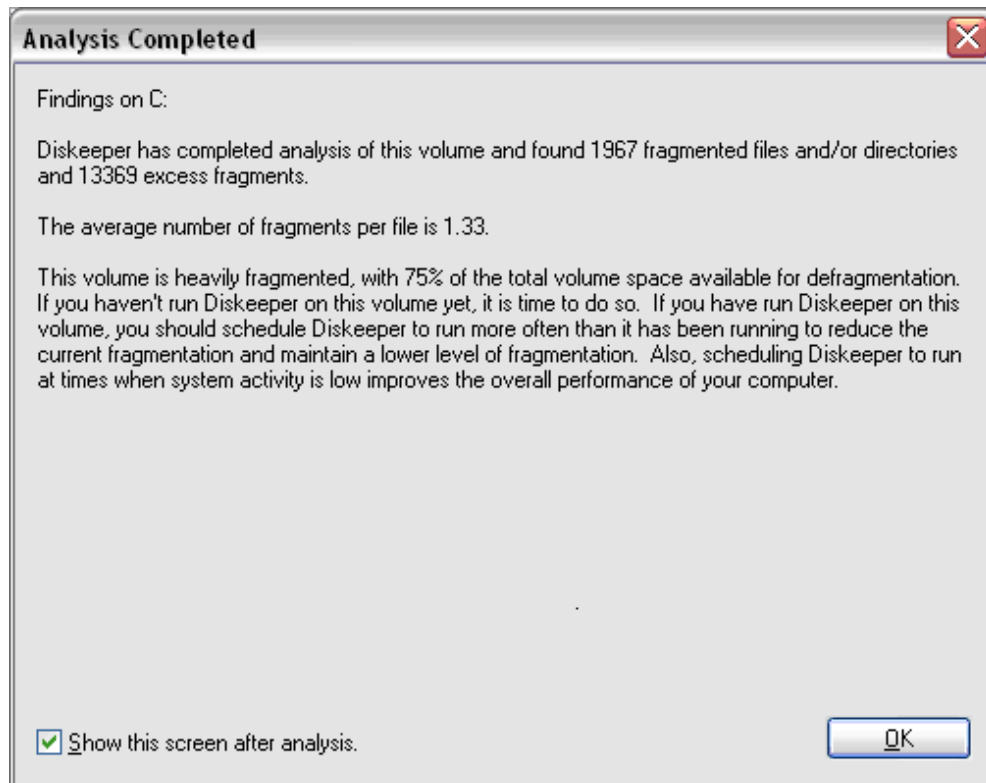 Analysis Completed
Findings on C:
Diskeeper has completed analysis of this volume and found 1967 fragmented files and/or directories
and 13369 excess fragments.
The average number of fragments per file is 1.33.
This volume is heavily fragmented, with 75% of the total volume space available for defragmentation.
If you haven't run Diskeeper on this volume yet, it is time to do so.  If you have run Diskeeper on this
volume, you should schedule Diskeeper to run more often than it has been running to reduce the
current fragmentation and maintain a lower level of fragmentation.  Also, scheduling Diskeeper to run
at times when system activity is low improves the overall performance of your computer.
Show this screen after analysis.
OK